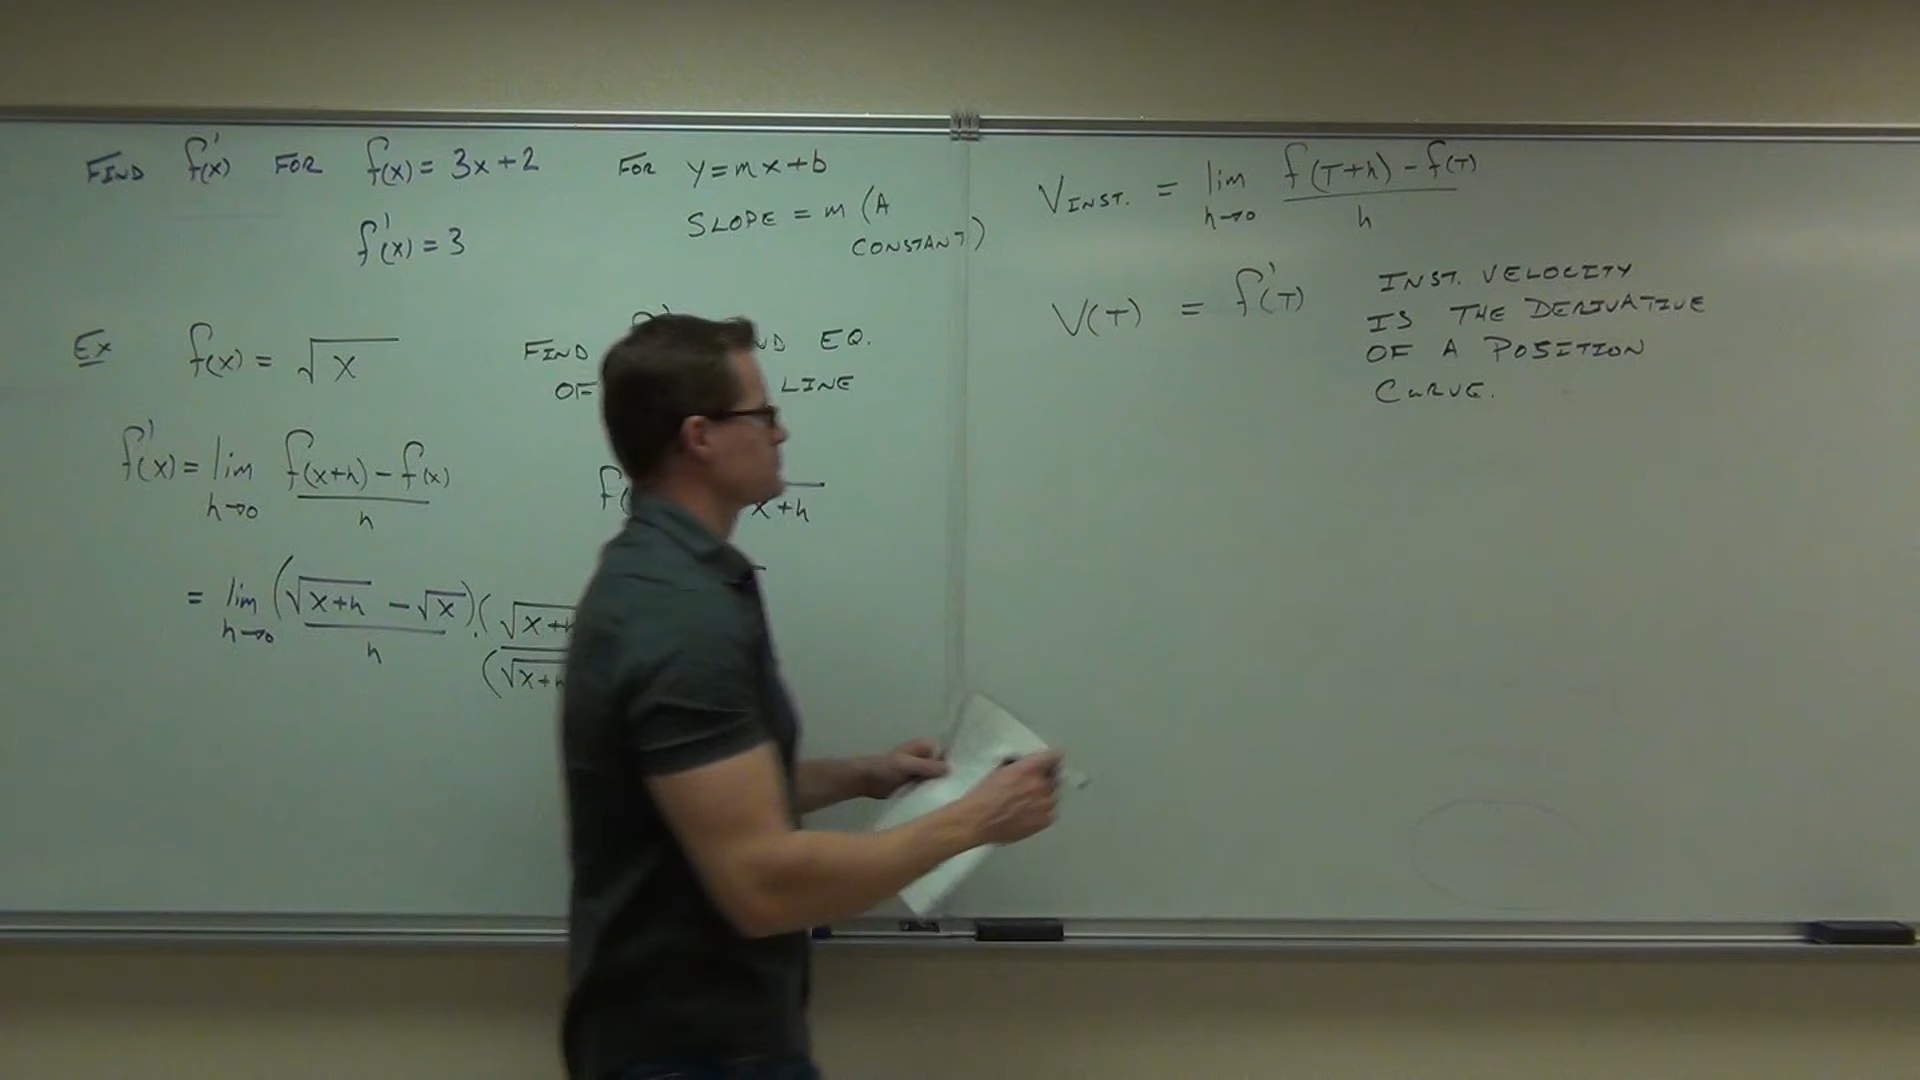 FIND f'(x) FOR f(x) = 3x+2
f'(x) = 3
FOR y = mx+b
SLOPE = m (A
CONSTANT)
Ex f(x) = √x
FIND EQ.
OF LINE
f'(x) = lim h→0 f(x+h) - f(x) / h
x+h
= lim h→0 (√x+h - √x) / h · (√x+h / (√x+h
V INST. = lim h→0 f(T+h) - f(T) / h
V(T) = f'(T)
INST. VELOCITY
IS THE DERIVATIVE
OF A POSITION
CURVE.